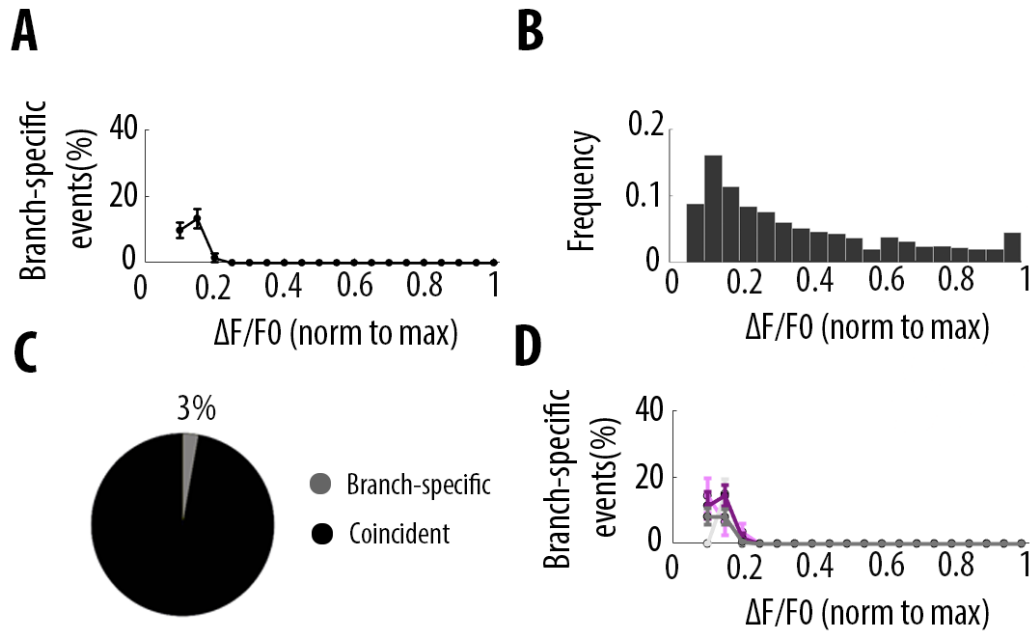 A
Branch-specific
events(%)
40
20
0
0
0.2
0.4
0.6
0.8
1
ΔF/F0 (norm to max)
B
Frequency
0.2
0.1
0
0
0.2
0.4
0.6
0.8
1
ΔF/F0 (norm to max)
C
3%
Branch-specific
Coincident
D
Branch-specific
events(%)
40
20
0
0
0.2
0.4
0.6
0.8
1
ΔF/F0 (norm to max)